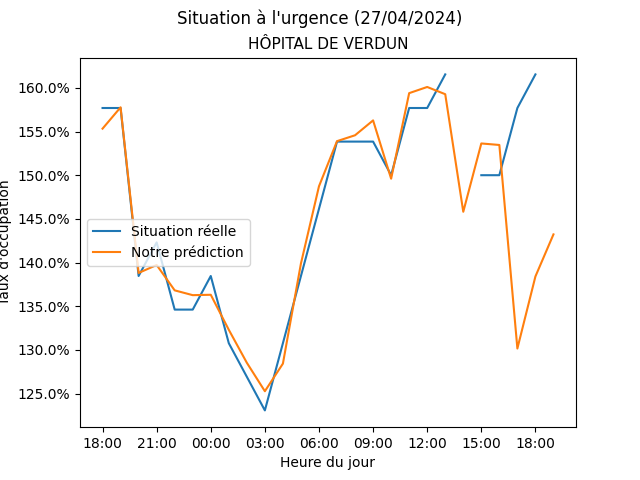 Situation à l'urgence (27/04/2024)
HÔPITAL DE VERDUN
160.0%
155.0%
150.0%
145.0%
140.0%
135.0%
130.0%
125.0%
Taux d'occupation
Situation réelle
Notre prédiction
18:00 21:00 00:00 03:00 06:00 09:00 12:00 15:00 18:00
Heure du jour